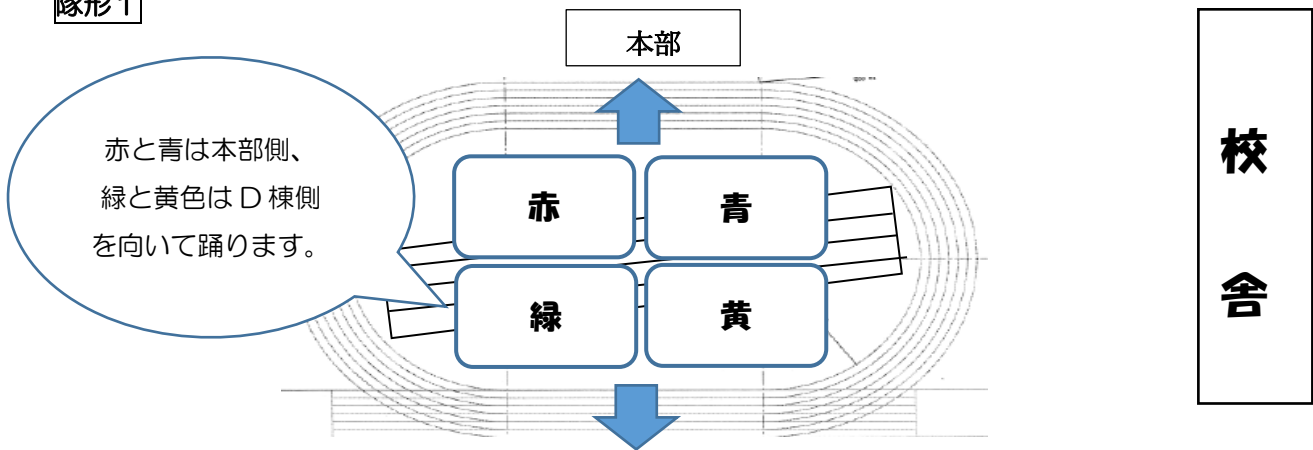 隊形1
本部
赤と青は本部側、
緑と黄色はD棟側
を向いて踊ります。
赤
青
緑
黄
校
舎